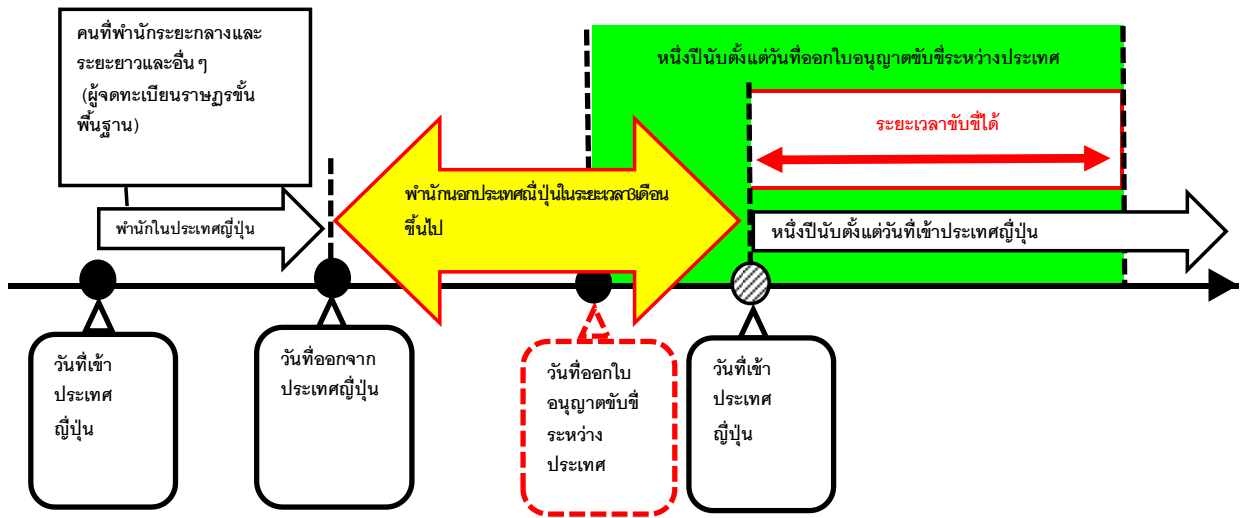 คนที่พำนักระยะกลางและ
ระยะยาวและอื่น ๆ
(ผู้จดทะเบียนราษฎรขั้น
พื้นฐาน)
หนึ่งปีนับตั้งแต่วันที่ออกใบอนุญาตขับขี่ระหว่างประเทศ
ระยะเวลาขับขี่ได้
พำนักนอกประเทศญี่ปุ่นในระยะเวลา3เดือน
ขึ้นไป
พำนักในประเทศญี่ปุ่น
หนึ่งปีนับตั้งแต่วันที่เข้าประเทศญี่ปุ่น
วันที่เข้า
ประเทศ
ญี่ปุ่น
วันที่ออกจาก
ประเทศญี่ปุ่น
วันที่ออกใบ
อนุญาตขับขี่
ระหว่าง
ประเทศ
วันที่เข้า
ประเทศ
ญี่ปุ่น